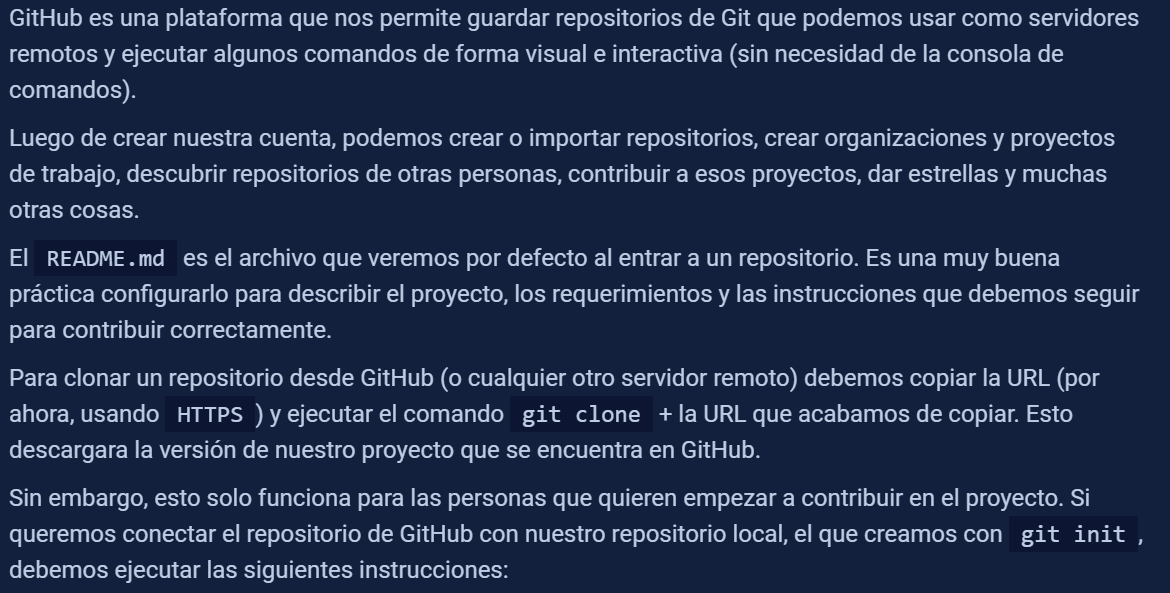 GitHub es una plataforma que nos permite guardar repositorios de Git que podemos usar como servidores
remotos y ejecutar algunos comandos de forma visual e interactiva (sin necesidad de la consola de
comandos).
Luego de crear nuestra cuenta, podemos crear o importar repositorios, crear organizaciones y proyectos
de trabajo, descubrir repositorios de otras personas, contribuir a esos proyectos, dar estrellas y muchas
otras cosas.
El README.md es el archivo que veremos por defecto al entrar a un repositorio. Es una muy buena
práctica configurarlo para describir el proyecto, los requerimientos y las instrucciones que debemos seguir
para contribuir correctamente.
Para clonar un repositorio desde GitHub (o cualquier otro servidor remoto) debemos copiar la URL (por
ahora, usando HTTPS ) y ejecutar el comando git clone + la URL que acabamos de copiar. Esto
descargara la versión de nuestro proyecto que se encuentra en GitHub.
Sin embargo, esto solo funciona para las personas que quieren empezar a contribuir en el proyecto. Si
queremos conectar el repositorio de GitHub con nuestro repositorio local, el que creamos con git init ,
debemos ejecutar las siguientes instrucciones: